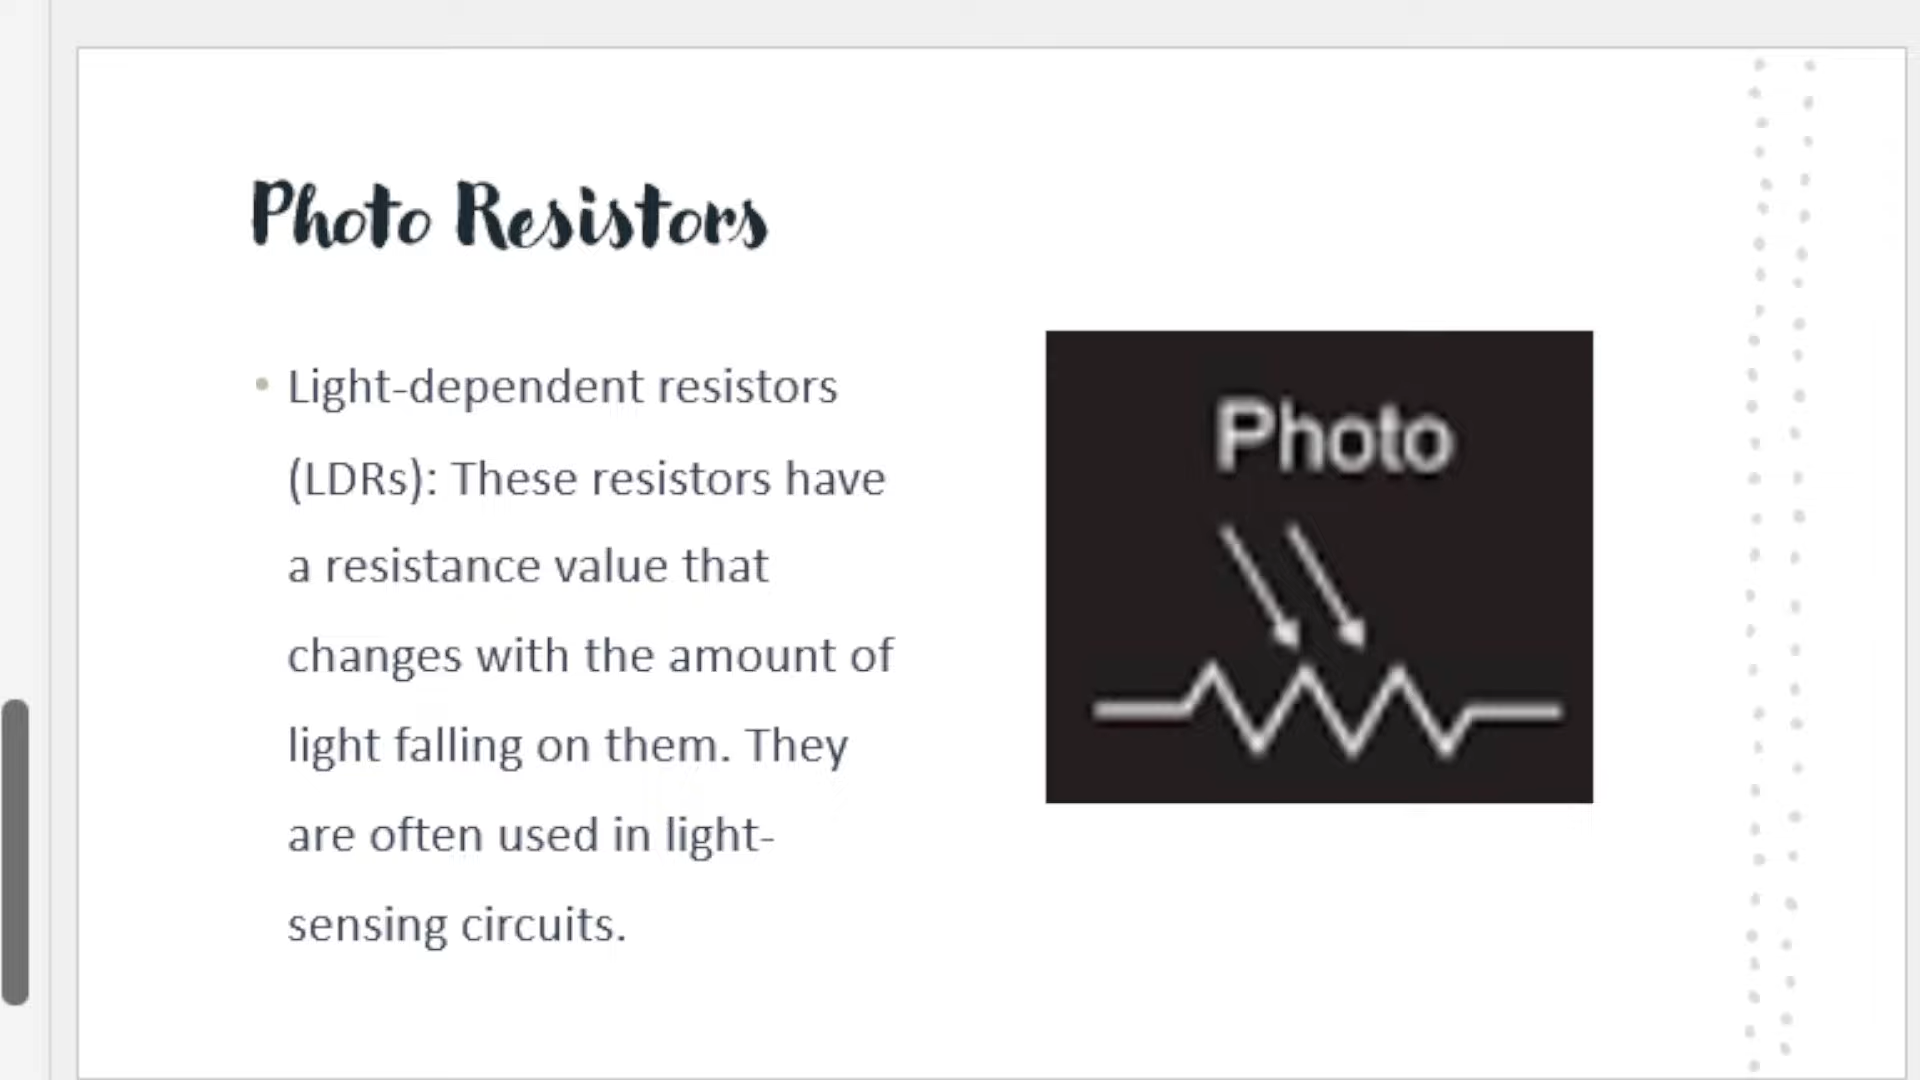 Photo Resistors
• Light-dependent resistors
(LDRs): These resistors have
a resistance value that
changes with the amount of
light falling on them. They
are often used in light-
sensing circuits.
Photo